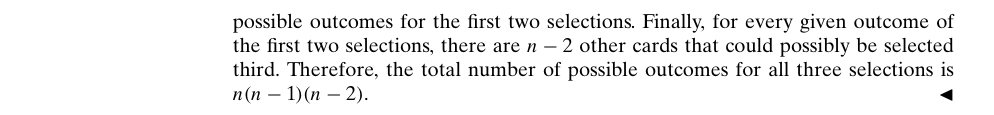 possible outcomes for the first two selections. Finally, for every given outcome of
the first two selections, there are n − 2 other cards that could possibly be selected
third. Therefore, the total number of possible outcomes for all three selections is
n(n − 1)(n − 2). ◄